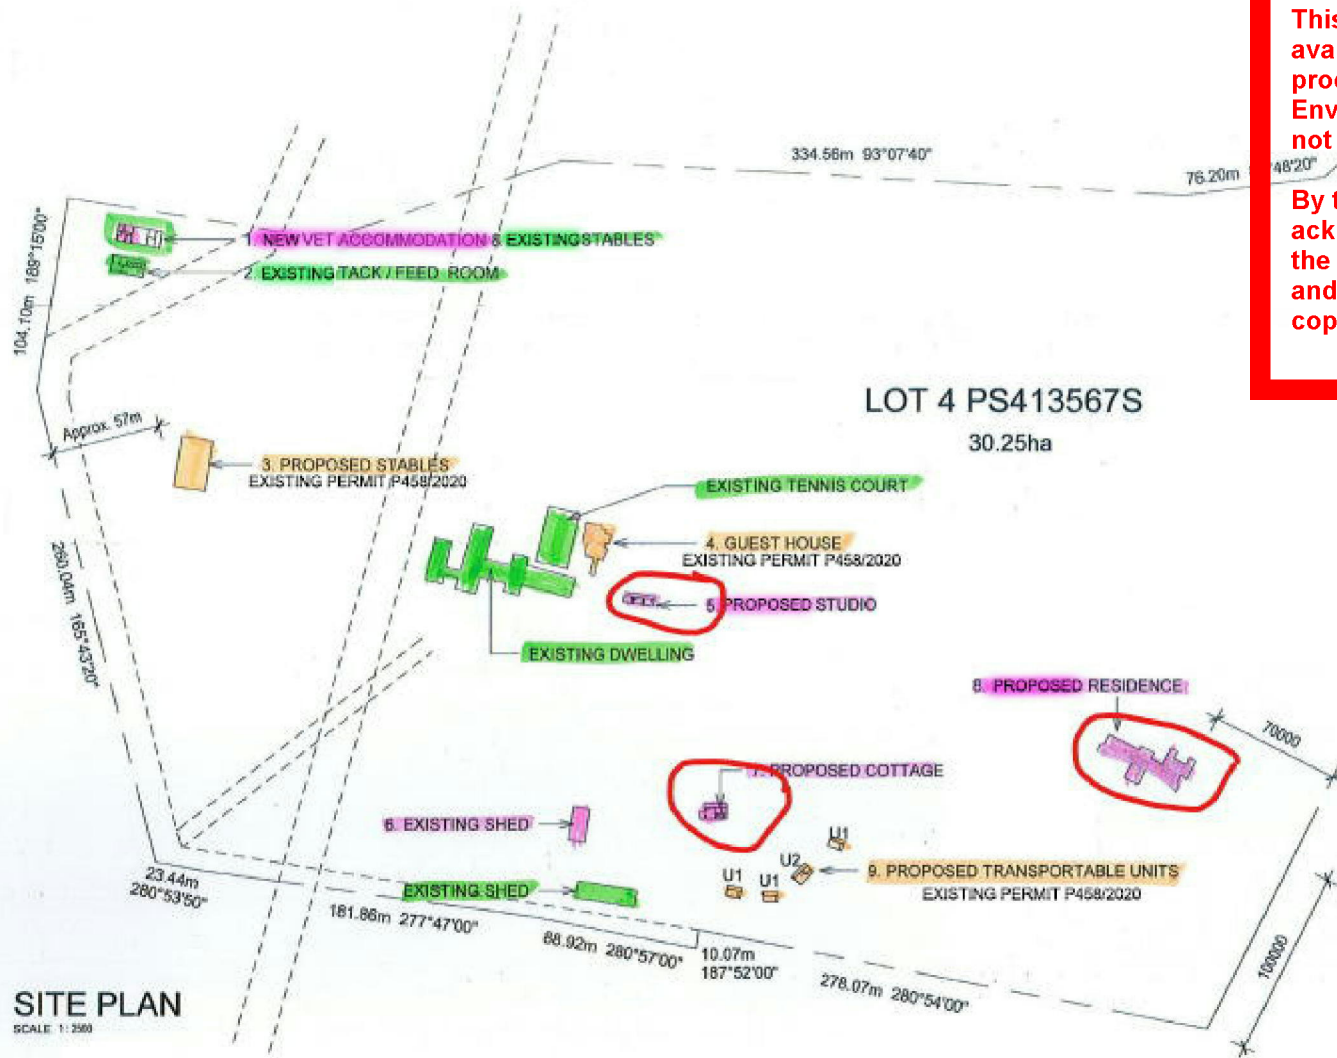 This
ava
proc
Env
not
By t
ack
the
and
cop
334.56m 93°07'40"
76.20m 48'20"
104.10m 189°15'00"
1. NEW VET ACCOMMODATION & EXISTING STABLES
2. EXISTING TACK / FEED ROOM
LOT 4 PS413567S
30.25ha
Approx. 57m
3. PROPOSED STABLES
EXISTING PERMIT P458/2020
EXISTING TENNIS COURT
4. GUEST HOUSE
EXISTING PERMIT P458/2020
5. PROPOSED STUDIO
EXISTING DWELLING
260.04m 165°43'20"
8. PROPOSED RESIDENCE
70000
7. PROPOSED COTTAGE
6. EXISTING SHED
U1
U2
U1
U1
9. PROPOSED TRANSPORTABLE UNITS
EXISTING PERMIT P458/2020
EXISTING SHED
23.44m
280°53'50"
181.86m 277°47'00"
68.92m 280°57'00"
10.07m
187°52'00"
278.07m 280°54'00"
100000
SITE PLAN
SCALE 1:2500